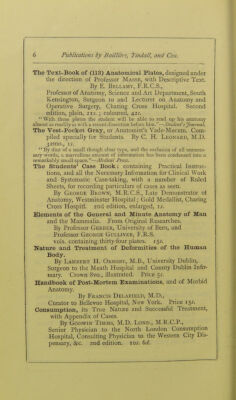 6 Publications by Baillière, Tindall, and Cox.
The Text-Book of (112) Anatomical Plates, designed under
the direction of Professor MASSE, with Descriptive Text.
By E. BELLAMY, F.R.C.S.,
Professor of Anatomy, Science and Art Department, South
Kensington, Surgeon to and Lecturer on Anatomy and
Operative Surgery, Charing Cross Hospital. Second
edition, plain, 21s.; coloured, 42s.
"With these plates the student will be able to read up his anatomy
almost as readily as with a recent dissection before him."—Student's Journal.
The Vest-Pocket Gray, or Anatomist's Vade-Mecum. Com-
piled specially for Students. By C. H. LEONARD, M.D.
32mo.,
"By dint of a small though clear type, and the exclusion of all unneces-
sary words, a marvellous amount of information has been condensed into a
remarkably small space."—Medical Press.
The Students' Case Book: containing Practical Instruc-
tions, and all the Necessary Information for Clinical Work
and Systematic Case-taking, with a number of Ruled
Sheets, for recording particulars of cases as seen.
By GEORGE BROWN, M.R.C.S., Late Demonstrator of
Anatomy, Westminster Hospital; Gold Medallist, Charing
Cross Hospital. 2nd edition, enlarged, 1s.
Elements of the General and Minute Anatomy of Man
and the Mammalia. From Original Researches.
By Professor GERBER, University of Bern, and
Professor GEORGE GULLIVER, F.R.S.
vols. containing thirty-four plates. 15s.
Nature and Treatment of Deformities of the Human
Body.
By LAMBERT H. ORMSBY, M.B., University Dublin,
Surgeon to the Meath Hospital and County Dublin Infir-
mary. Crown 8vo., illustrated. Price 5s.
Handbook of Post-Mortem Examinations, and of Morbid
Anatomy.
By FRANCIS DELAFIELD, M.D.,
Curator to Bellevue Hospital, New York. Price 15s.
Consumption, its True Nature and Successful Treatment,
with Appendix of Cases.
By GODWIN TIMMS, M.D. LOND., M.R.C.P.,
Senior Physician to the North London Consumption
Hospital, Consulting Physician to the Western City Dis-
pensary, &c. 2nd edition. 10s. 6d.